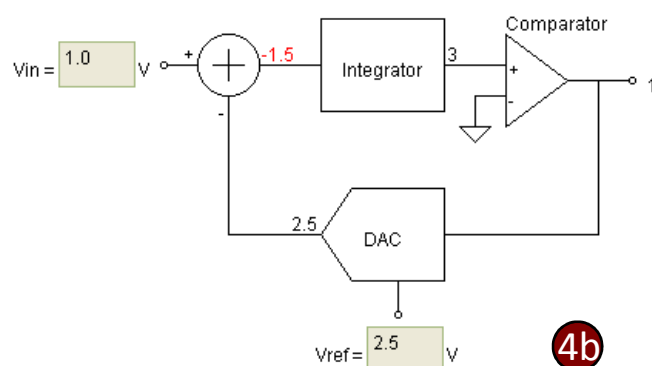 Comparator
Vin = 1.0 V
+
-1.5
Integrator
3
+
-
1
-
2.5
DAC
Vref = 2.5 V
4b